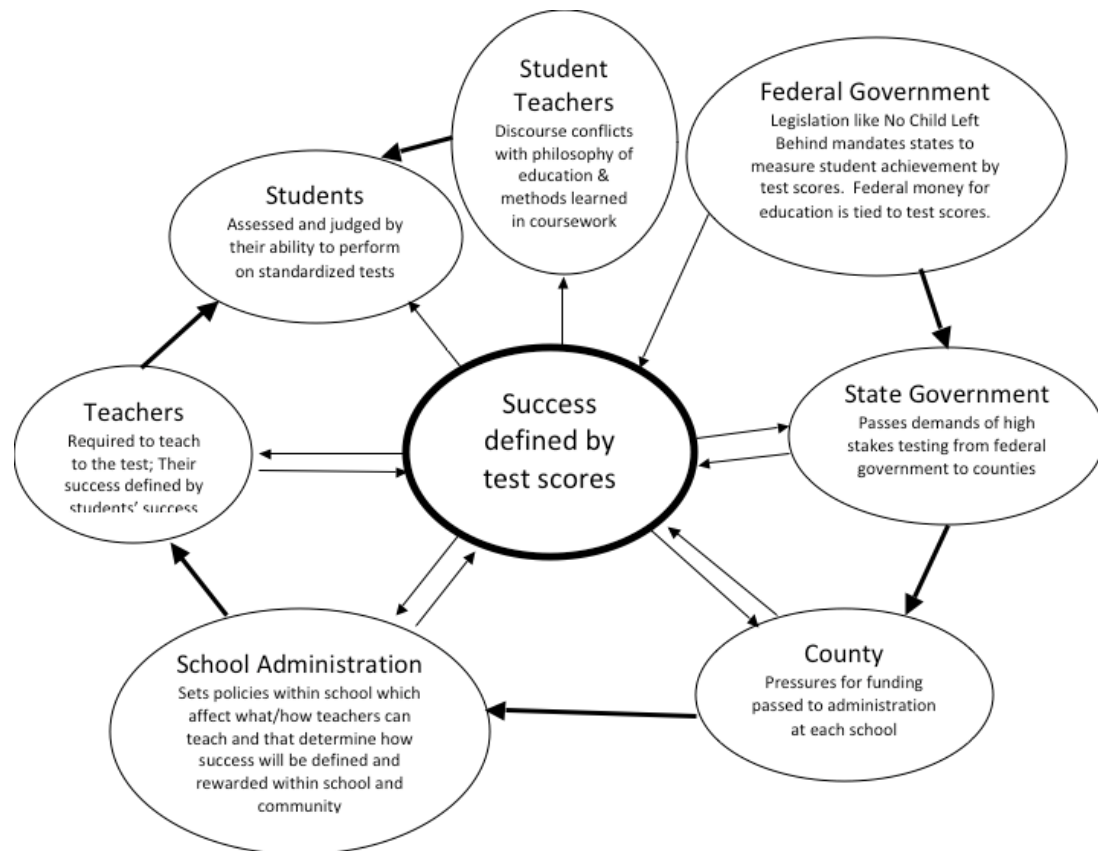 Student
Teachers
Discourse conflicts
with philosophy of
education &
methods learned
in coursework
Federal Government
Legislation like No Child Left
Behind mandates states to
measure student achievement by
test scores.  Federal money for
education is tied to test scores.
Students
Assessed and judged by
their ability to perform
on standardized tests
Success
defined by
test scores
State Government
Passes demands of high
stakes testing from federal
government to counties
Teachers
Required to teach
to the test; Their
success defined by
students’ success
School Administration
Sets policies within school which
affect what/how teachers can
teach and that determine how
success will be defined and
rewarded within school and
community
County
Pressures for funding
passed to administration
at each school